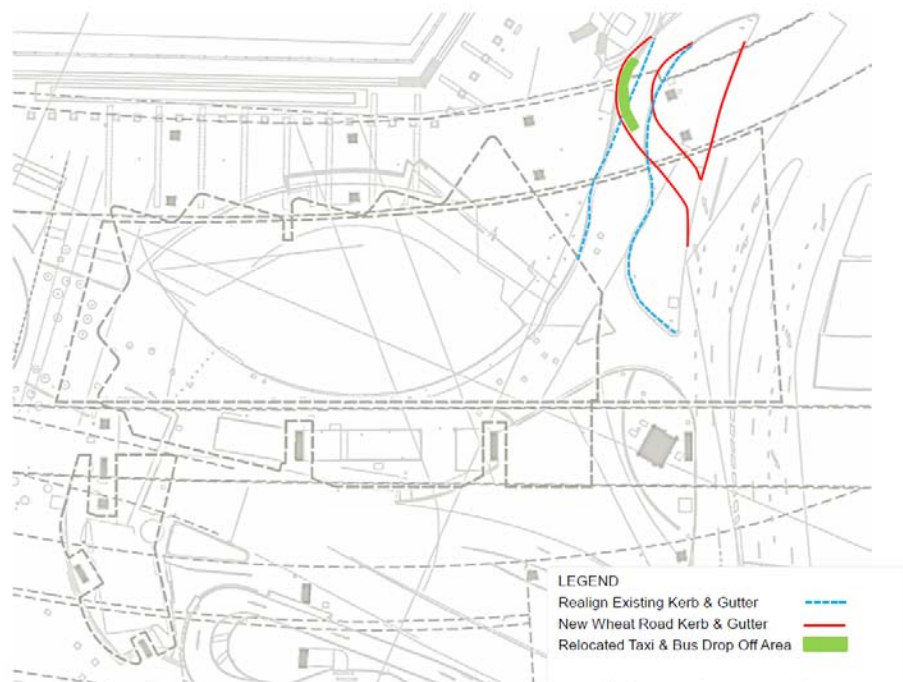 LEGEND
Realign Existing Kerb & Gutter
New Wheat Road Kerb & Gutter
Relocated Taxi & Bus Drop Off Area